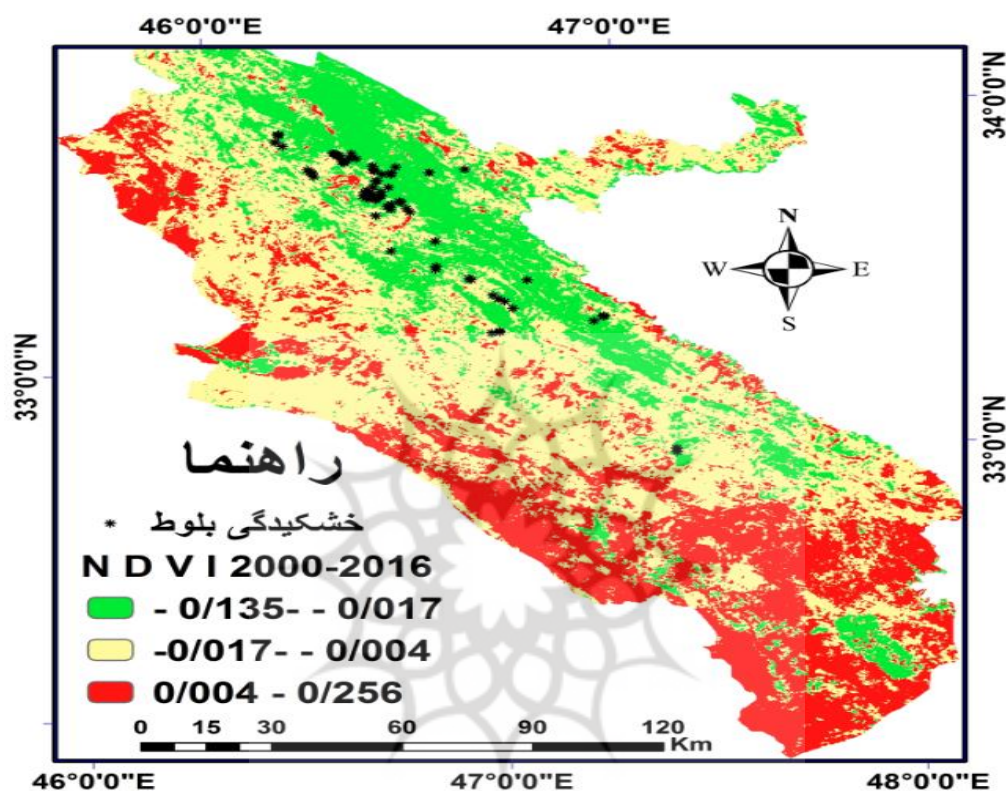 46°0'0"E 47°0'0"E
34°0'0"N
N
W E
S
33°0'0"N
33°0'0"N
راهنما
خشکیدگی بلوط
N D V I 2000-2016
- 0/135- - 0/017
-0/017- - 0/004
0/004 - 0/256
0 15 30 60 90 120
Km
46°0'0"E 47°0'0"E 48°0'0"E